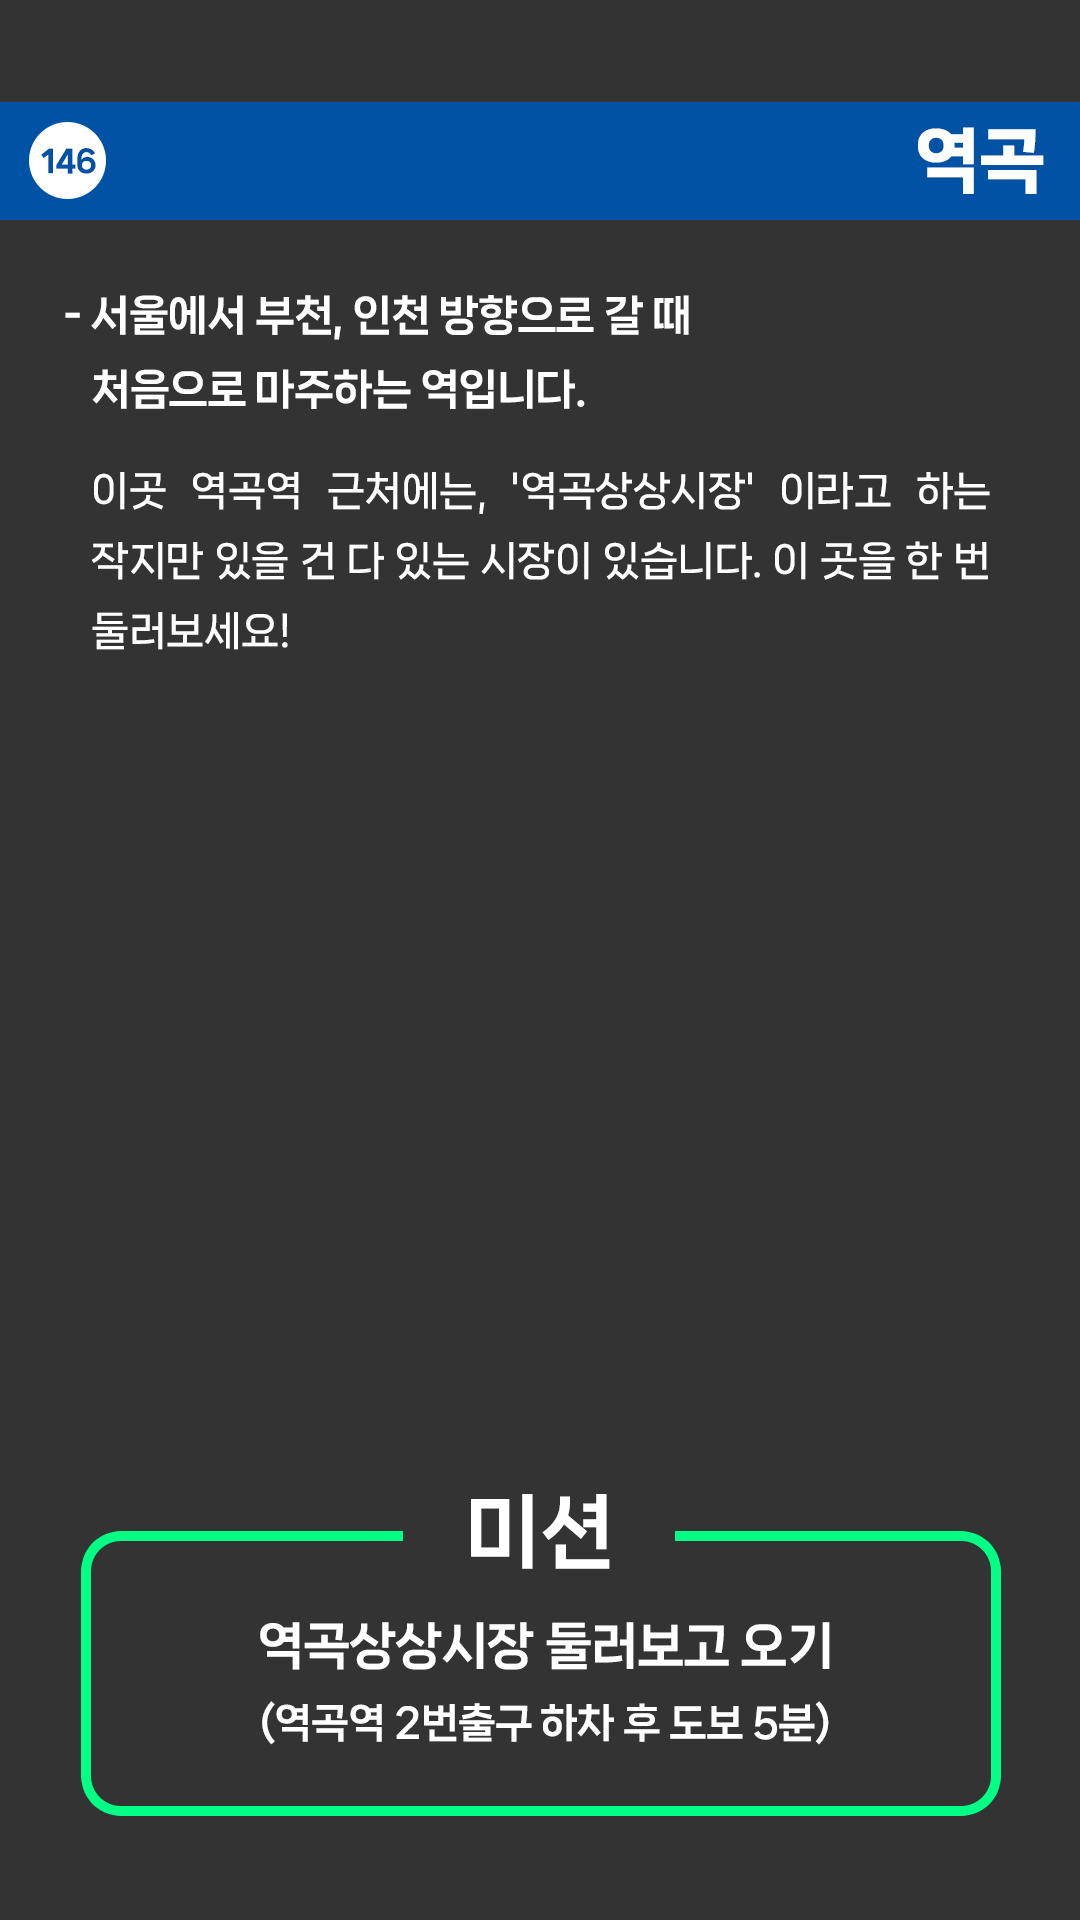 146
역곡
- 서울에서 부천, 인천 방향으로 갈 때
처음으로 마주하는 역입니다.
이곳 역곡역 근처에는, '역곡상상시장' 이라고 하는
작지만 있을 건 다 있는 시장이 있습니다. 이 곳을 한 번
둘러보세요!
미션
역곡상상시장 둘러보고 오기
(역곡역 2번출구 하차 후 도보 5분)